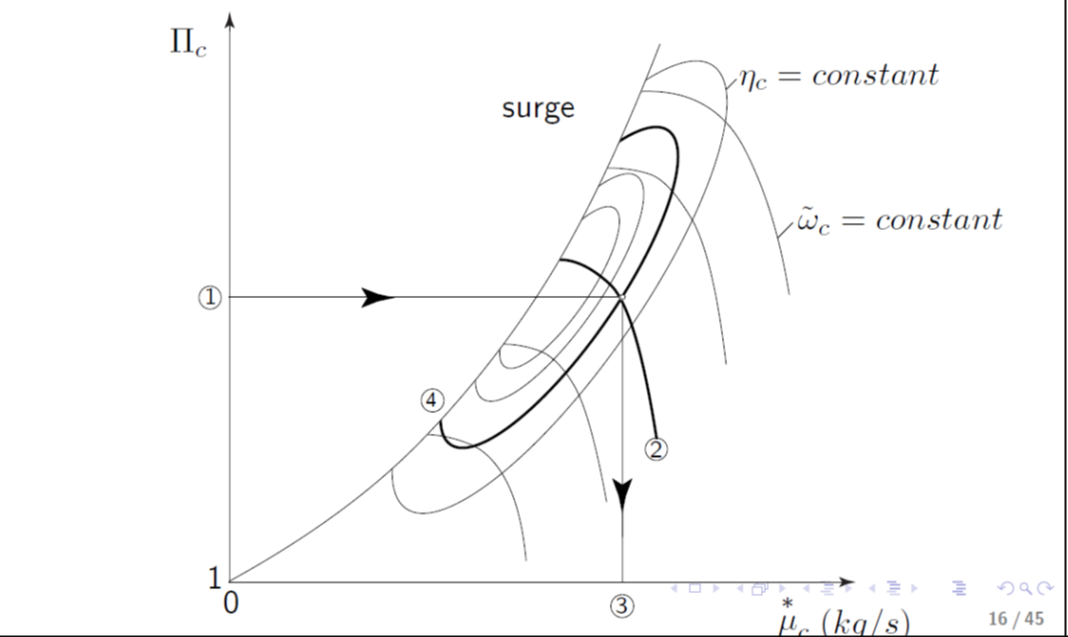 Π_c
η_c = constant
surge
ω̃_c = constant
①
④
②
1
0
③
μ̇*_c (kg/s)
16 / 45